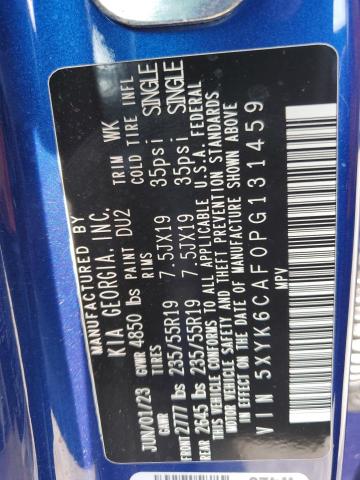 MANUFACTURED BY
KIA GEORGIA, INC.
JUN/01/23 GVWR 4850 lbs PAINT DU2 TRIM WK
GAWR TIRES RIMS COLD TIRE INFL
FRONT 2777 lbs 235/55R19 7.5JX19 35psi SINGLE
REAR 2645 lbs 235/55R19 7.5JX19 35psi SINGLE
THIS VEHICLE CONFORMS TO ALL APPLICABLE U.S.A. FEDERAL
MOTOR VEHICLE SAFETY AND THEFT PREVENTION STANDARDS
IN EFFECT ON THE DATE OF MANUFACTURE SHOWN ABOVE
VIN 5XYK6CAF0PG131459
MPV